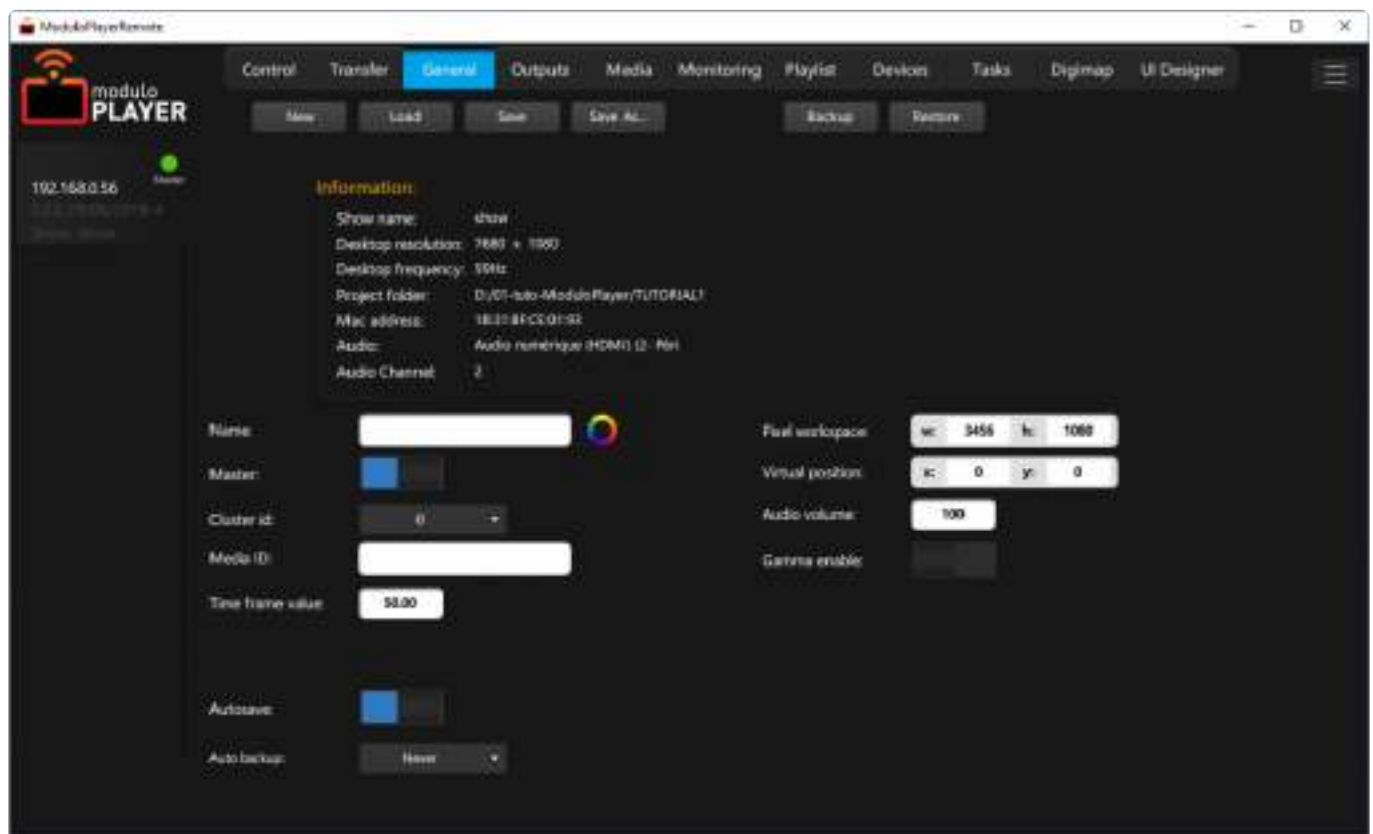 ModuloPlayerRemote
modulo
PLAYER
Control Transfer General Outputs Media Monitoring Playlist Devices Tasks Digimap UI Designer
New Load Save Save As... Backup Restore
192.168.0.56 Master
Information:
Show name: show
Desktop resolution: 7680 × 1080
Desktop frequency: 59Hz
Project folder: D:/01-tuto-ModuloPlayer/TUTORIAL1
Mac address:
Audio: Audio numérique (HDMI) (2- Péri
Audio Channel: 2
Name: Pixel workspace: w: 3456 h: 1080
Master: Virtual position: x: 0 y: 0
Cluster id: 0 Audio volume: 100
Media ID: Gamma enable:
Time frame value: 50.00
Autosave:
Auto backup: Never